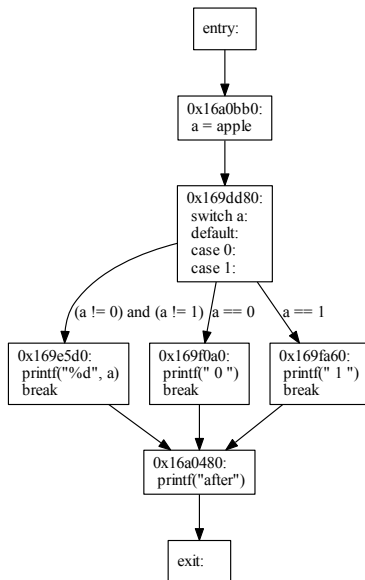 entry:
0x16a0bb0:
a = apple
0x169dd80:
switch a:
default:
case 0:
case 1:
(a != 0) and (a != 1)
a == 0
a == 1
0x169e5d0:
printf("%d", a)
break
0x169f0a0:
printf(" 0 ")
break
0x169fa60:
printf(" 1 ")
break
0x16a0480:
printf("after")
exit: